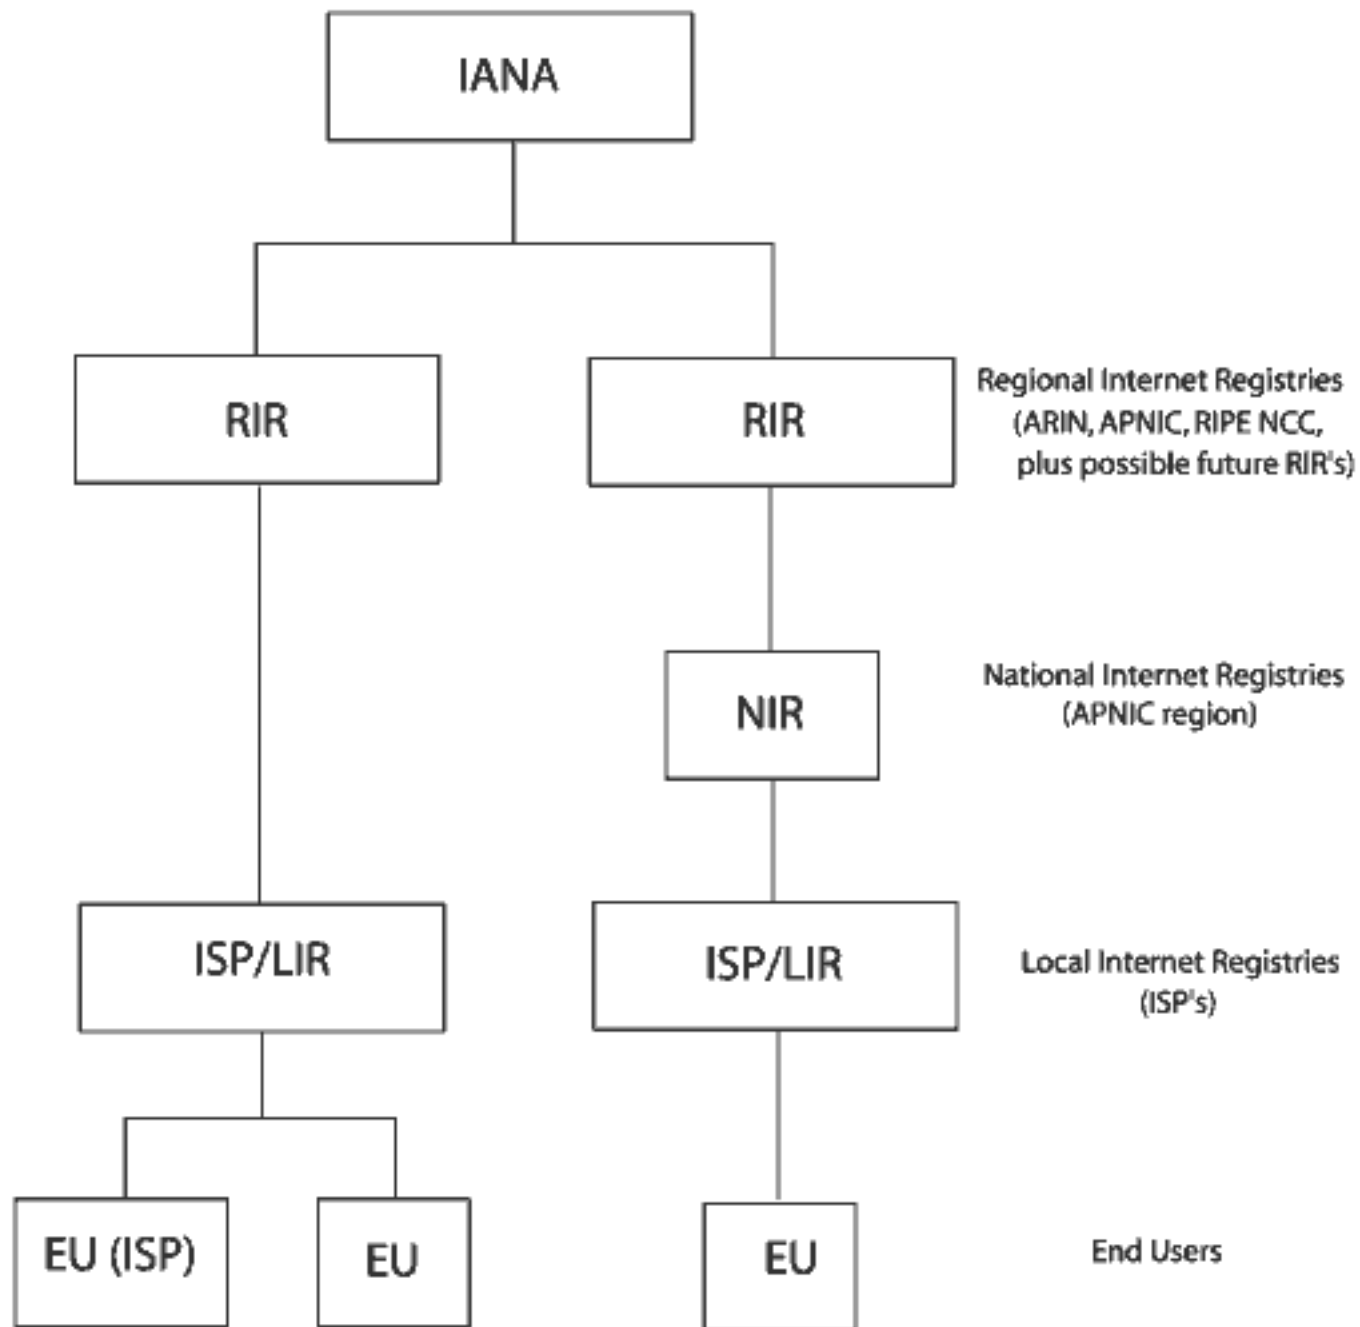 IANA
RIR
RIR
Regional Internet Registries
(ARIN, APNIC, RIPE NCC,
plus possible future RIR's)
NIR
National Internet Registries
(APNIC region)
ISP/LIR
ISP/LIR
Local Internet Registries
(ISP's)
EU (ISP)
EU
EU
End Users